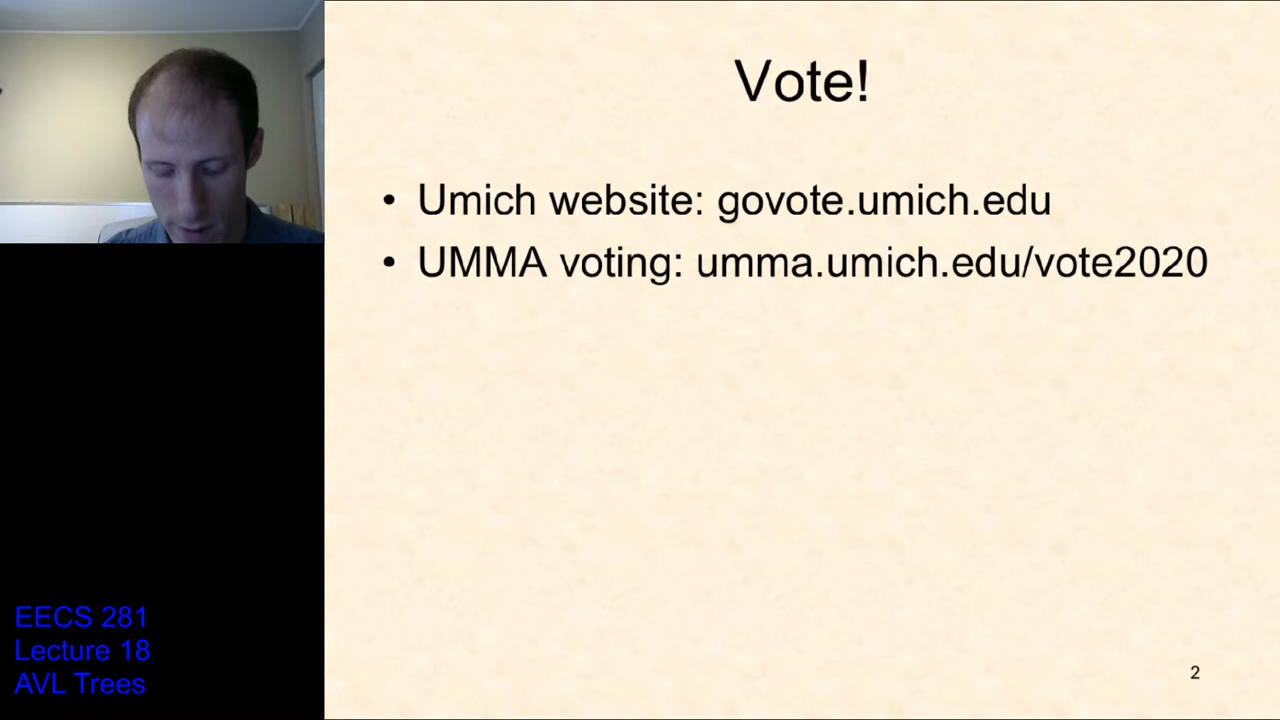 Vote!
• Umich website: govote.umich.edu
• UMMA voting: umma.umich.edu/vote2020
EECS 281
Lecture 18
AVL Trees
2